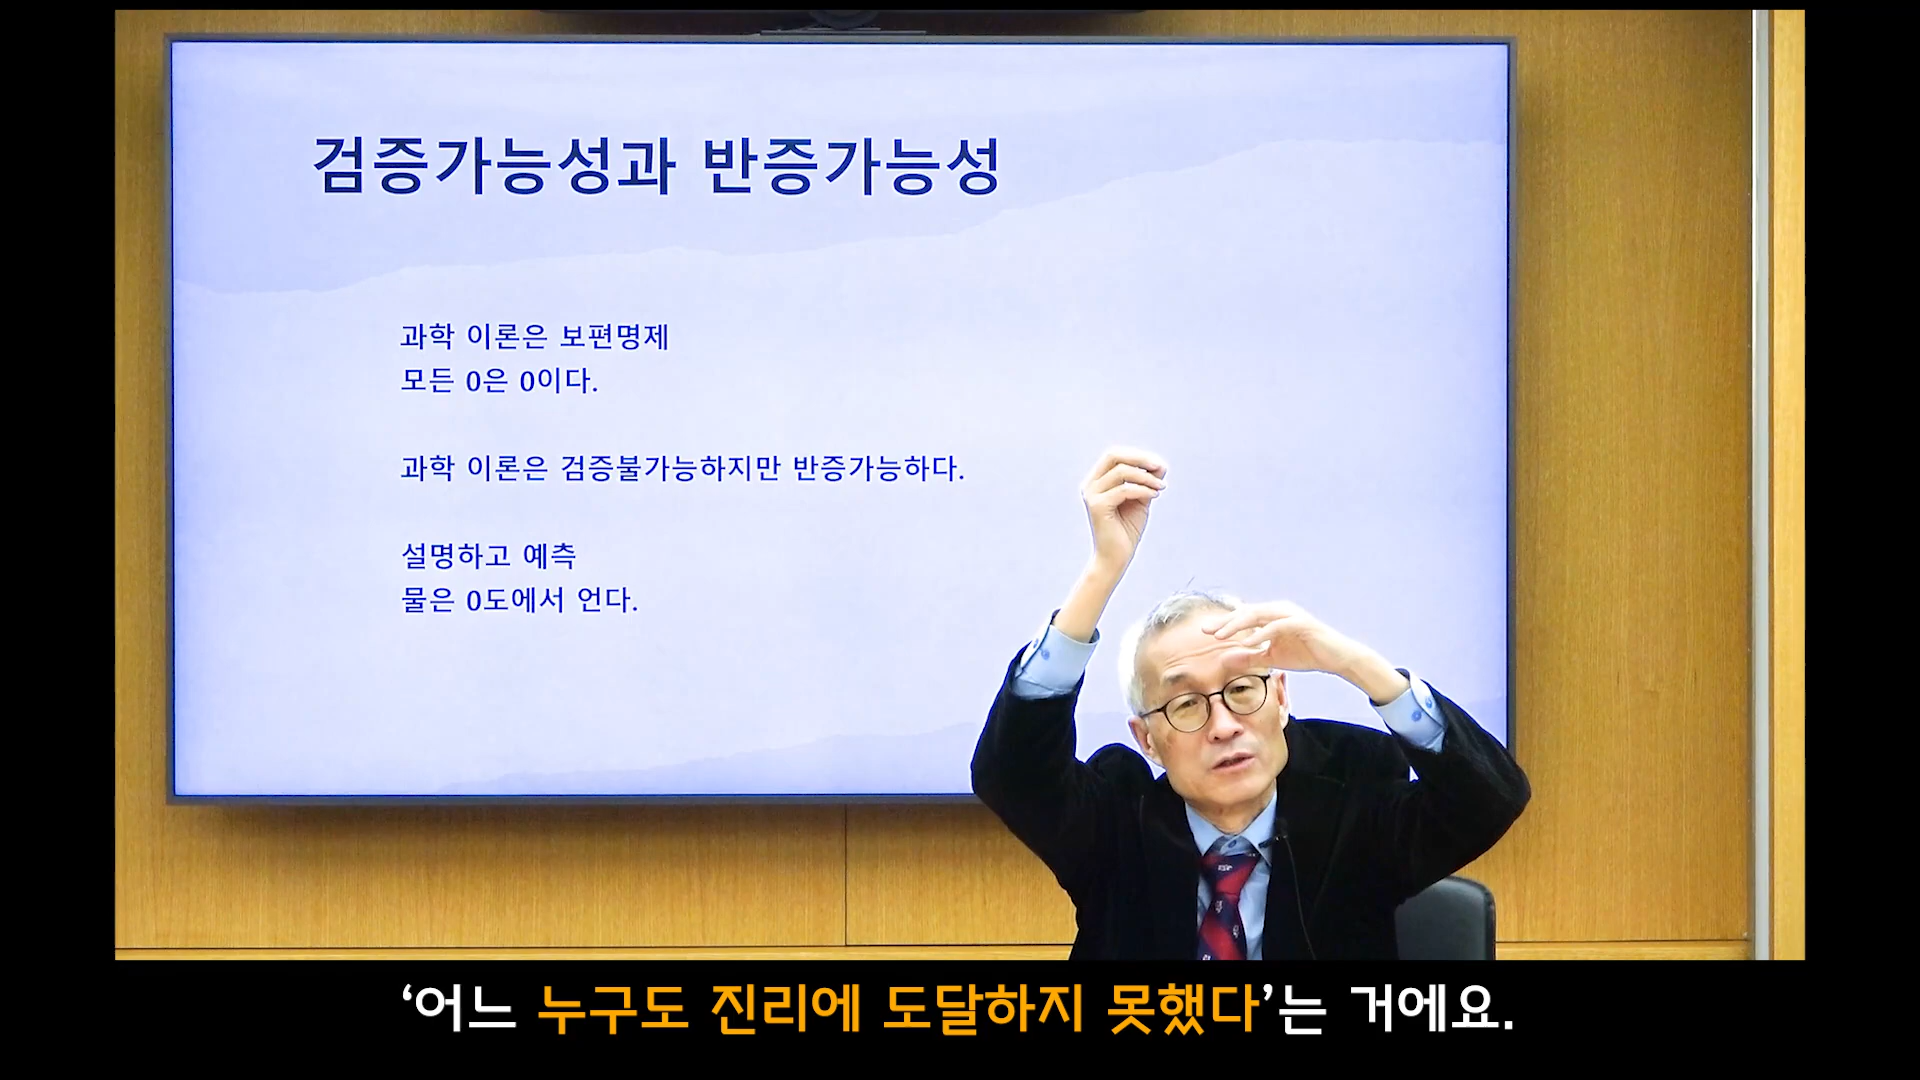 검증가능성과 반증가능성
과학 이론은 보편명제
모든 0은 0이다.
과학 이론은 검증불가능하지만 반증가능하다.
설명하고 예측
물은 0도에서 언다.
‘어느 누구도 진리에 도달하지 못했다’는 거에요.